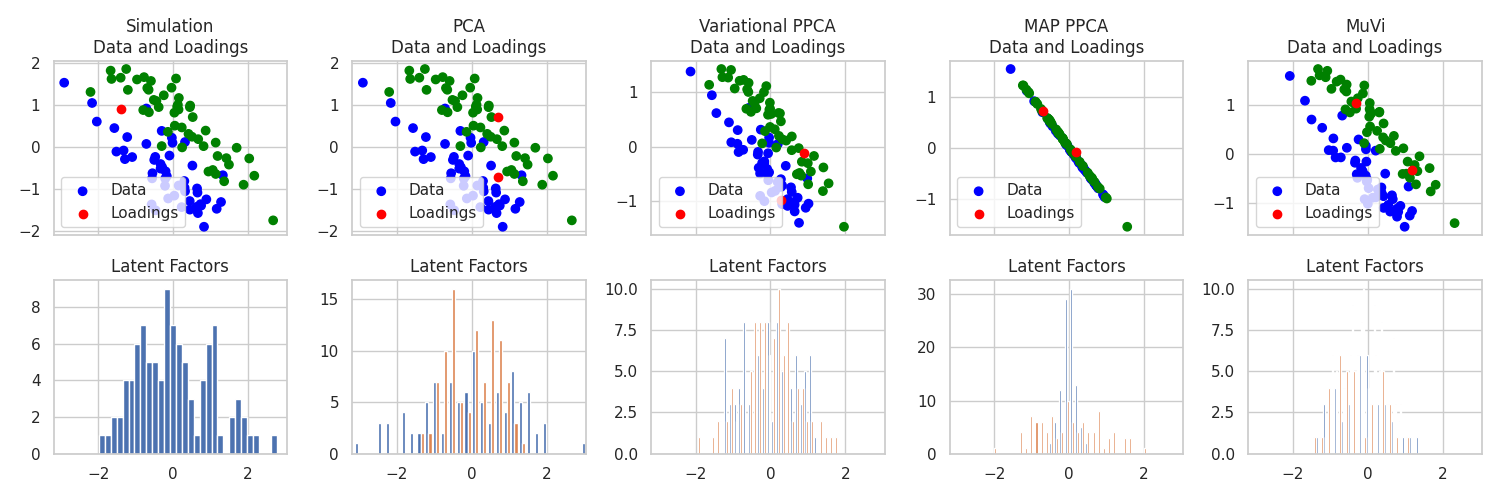 Simulation
Data and Loadings
PCA
Data and Loadings
Variational PPCA
Data and Loadings
MAP PPCA
Data and Loadings
MuVi
Data and Loadings
2
1
0
−1
−2
Data
Loadings
2
1
0
−1
−2
Data
Loadings
1
0
−1
Data
Loadings
1
0
−1
Data
Loadings
1
0
−1
Data
Loadings
Latent Factors
Latent Factors
Latent Factors
Latent Factors
Latent Factors
8
6
4
2
0
−2 0 2
15
10
5
0
−2 0 2
10.0
7.5
5.0
2.5
0.0
−2 0 2
30
20
10
0
−2 0 2
10.0
7.5
5.0
2.5
0.0
−2 0 2